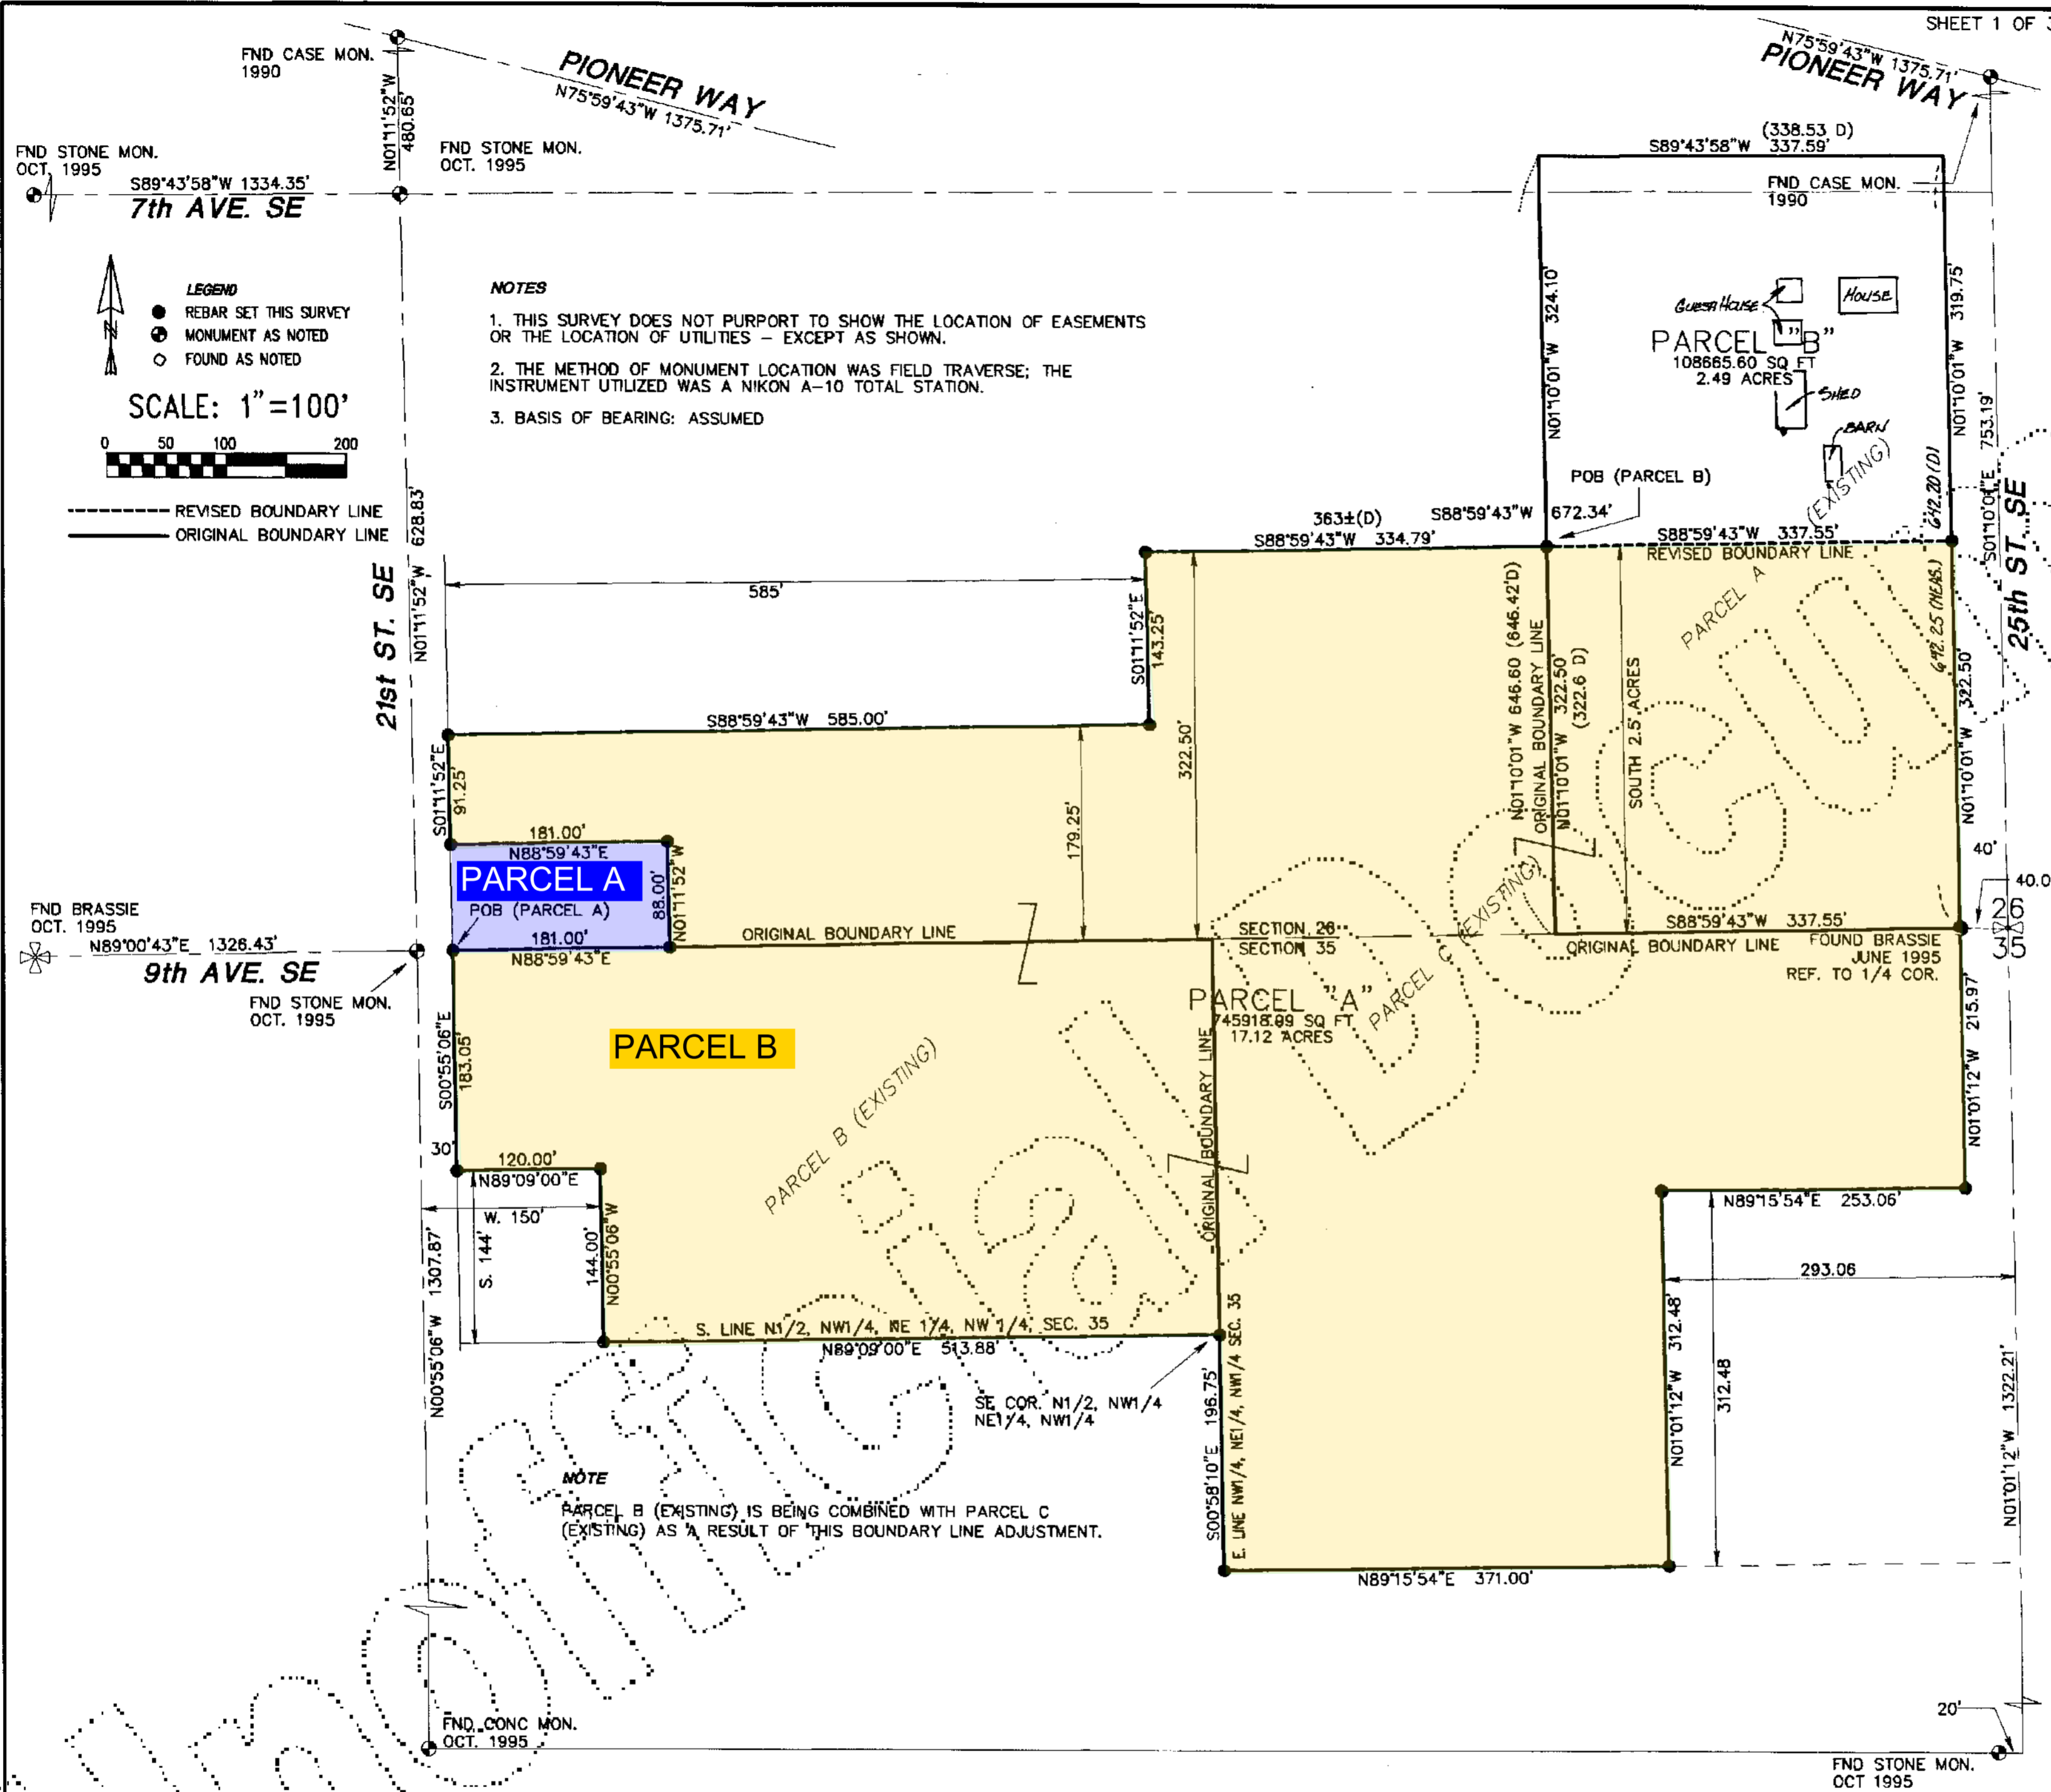 SHEET 1 OF 3
FND CASE MON.
1990
N01°11'52"W
480.65'
PIONEER WAY
N75°59'43"W 1375.71'
N75°59'43"W 1375.71'
PIONEER WAY
FND STONE MON.
OCT. 1995
S89°43'58"W 1334.35'
7th AVE. SE
FND STONE MON.
OCT. 1995
(338.53 D)
S89°43'58"W 337.59'
FND CASE MON.
1990
LEGEND
REBAR SET THIS SURVEY
MONUMENT AS NOTED
FOUND AS NOTED
N
SCALE: 1"=100'
0 50 100 200
REVISED BOUNDARY LINE
ORIGINAL BOUNDARY LINE
NOTES
1. THIS SURVEY DOES NOT PURPORT TO SHOW THE LOCATION OF EASEMENTS
OR THE LOCATION OF UTILITIES – EXCEPT AS SHOWN.
2. THE METHOD OF MONUMENT LOCATION WAS FIELD TRAVERSE; THE
INSTRUMENT UTILIZED WAS A NIKON A–10 TOTAL STATION.
3. BASIS OF BEARING: ASSUMED
N01°10'01"W 324.10'
GUEST HOUSE
HOUSE
PARCEL "B"
108665.60 SQ FT
2.49 ACRES
SHED
BARN
(EXISTING)
N01°10'01"W 319.75'
S01°10'01"E 753.19'
642.20 (D)
25th ST. SE
POB (PARCEL B)
363±(D)
S88°59'43"W 672.34'
S88°59'43"W 334.79'
S88°59'43"W 337.55'
REVISED BOUNDARY LINE
PARCEL A
642.25 (MEAS.)
21st ST. SE
N01°11'52"W 628.83'
585'
S01°11'52"E
143.25'
322.50'
N01°10'01"W 646.60 (646.42'D)
ORIGINAL BOUNDARY LINE
N01°10'01"W 322.50'
(322.6 D)
SOUTH 2.5 ACRES
N01°10'01"W 322.50'
S88°59'43"W 585.00'
S01°11'52"E
91.25'
179.25'
181.00'
N88°59'43"E
PARCEL A
POB (PARCEL A)
88.00'
N01°11'52"W
181.00'
N88°59'43"E
ORIGINAL BOUNDARY LINE
SECTION 26
SECTION 35
PARCEL C (EXISTING)
40'
40.0
26
35
S88°59'43"W 337.55'
ORIGINAL BOUNDARY LINE
FOUND BRASSIE
JUNE 1995
REF. TO 1/4 COR.
FND BRASSIE
OCT. 1995
N89°00'43"E 1326.43'
9th AVE. SE
FND STONE MON.
OCT. 1995
PARCEL "A"
745918.99 SQ FT
17.12 ACRES
PARCEL B
PARCEL B (EXISTING)
ORIGINAL BOUNDARY LINE
S00°55'06"E
183.05'
30'
120.00'
N89°09'00"E
W. 150'
S. 144'
144.00'
N00°55'06"W
N01°01'12"W 215.97'
N89°15'54"E 253.06'
293.06
N01°01'12"W 312.48'
312.48
N00°55'06"W 1307.87'
S. LINE N1/2, NW1/4, NE 1/4, NW 1/4, SEC. 35
N89°09'00"E 513.88'
SE COR. N1/2, NW1/4
NE1/4, NW1/4
S00°58'10"E 196.75'
E. LINE NW1/4, NE1/4, NW1/4 SEC. 35
N01°01'12"W 1322.21'
NOTE
PARCEL B (EXISTING) IS BEING COMBINED WITH PARCEL C
(EXISTING) AS A RESULT OF THIS BOUNDARY LINE ADJUSTMENT.
N89°15'54"E 371.00'
FND CONC MON.
OCT. 1995
20'
FND STONE MON.
OCT 1995
Unofficial Docum